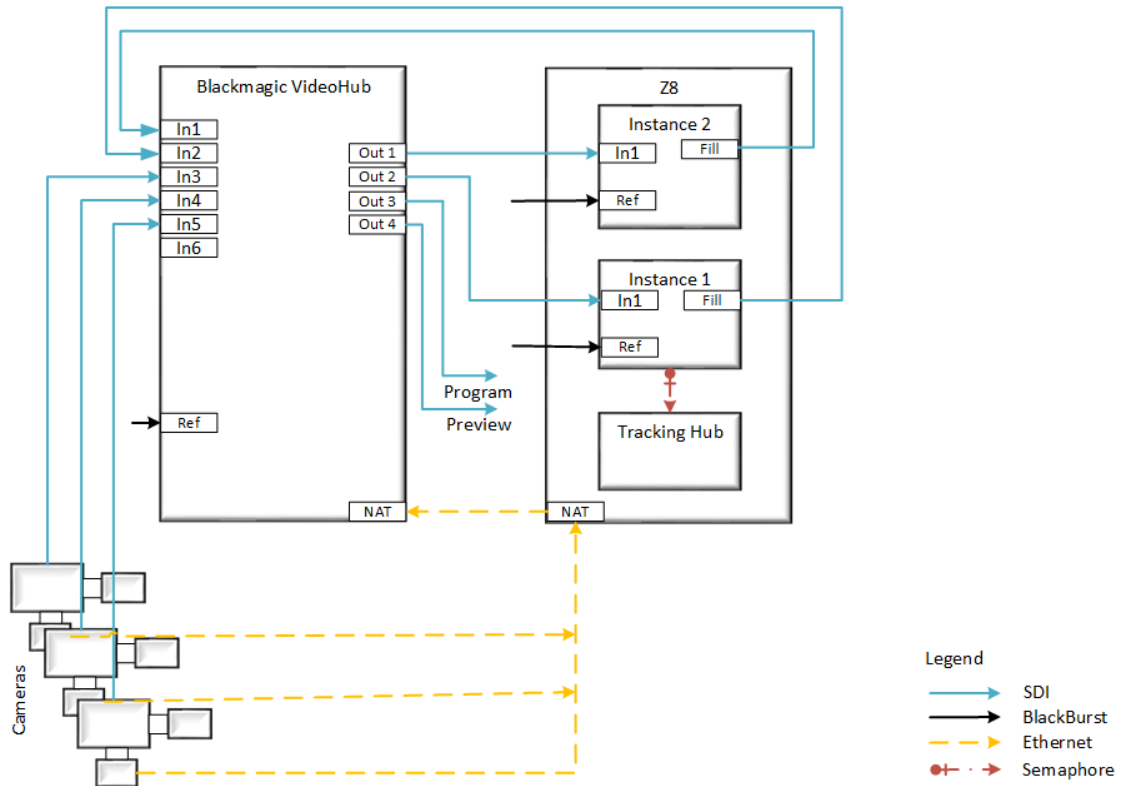 Blackmagic VideoHub
In1
In2
In3
In4
In5
In6
Out 1
Out 2
Out 3
Out 4
Ref
NAT
Program
Preview
Z8
Instance 2
In1
Fill
Ref
Instance 1
In1
Fill
Ref
Tracking Hub
NAT
Cameras
Legend
SDI
BlackBurst
Ethernet
Semaphore